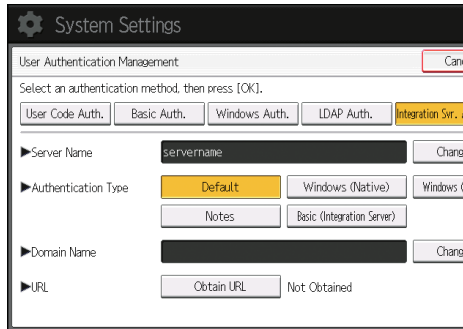 System Settings
User Authentication Management
Select an authentication method, then press [OK].
User Code Auth. Basic Auth. Windows Auth. LDAP Auth. Integration Svr.
►Server Name servername
►Authentication Type Default Windows (Native) Windows
Notes Basic (Integration Server)
►Domain Name
►URL Obtain URL Not Obtained